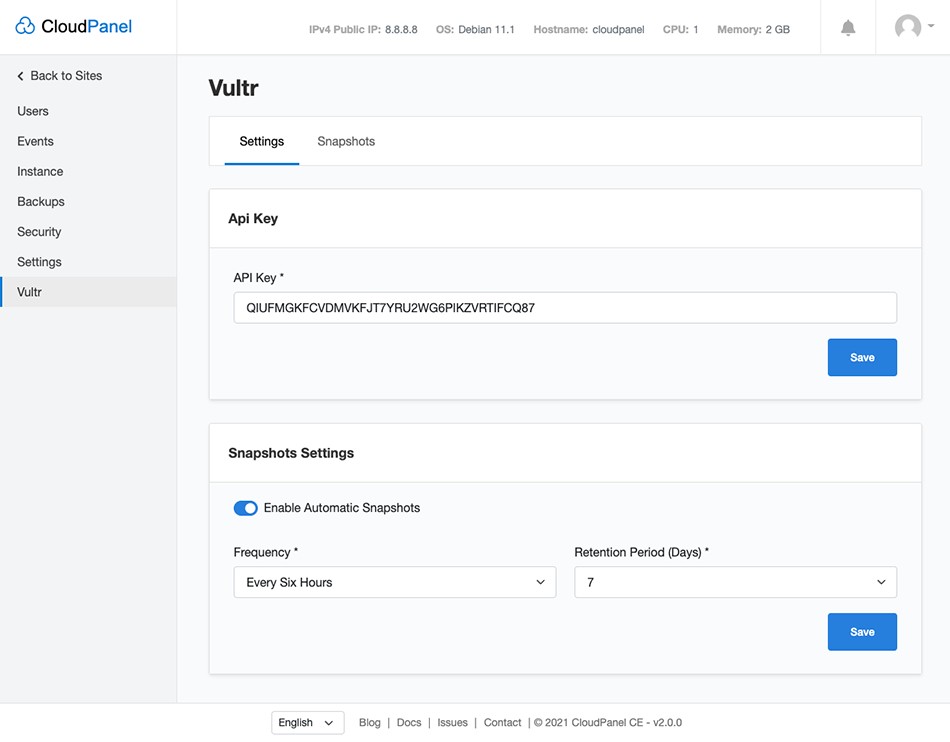 CloudPanel
IPv4 Public IP: 8.8.8.8 OS: Debian 11.1 Hostname: cloudpanel CPU: 1 Memory: 2 GB
Back to Sites
Users
Events
Instance
Backups
Security
Settings
Vultr
Vultr
Settings Snapshots
Api Key
API Key *
QIUFMGKFCVDMVKFJT7YRU2WG6PIKZVRTIFCQ87
Save
Snapshots Settings
Enable Automatic Snapshots
Frequency * Retention Period (Days) *
Every Six Hours 7
Save
English Blog | Docs | Issues | Contact | © 2021 CloudPanel CE - v2.0.0